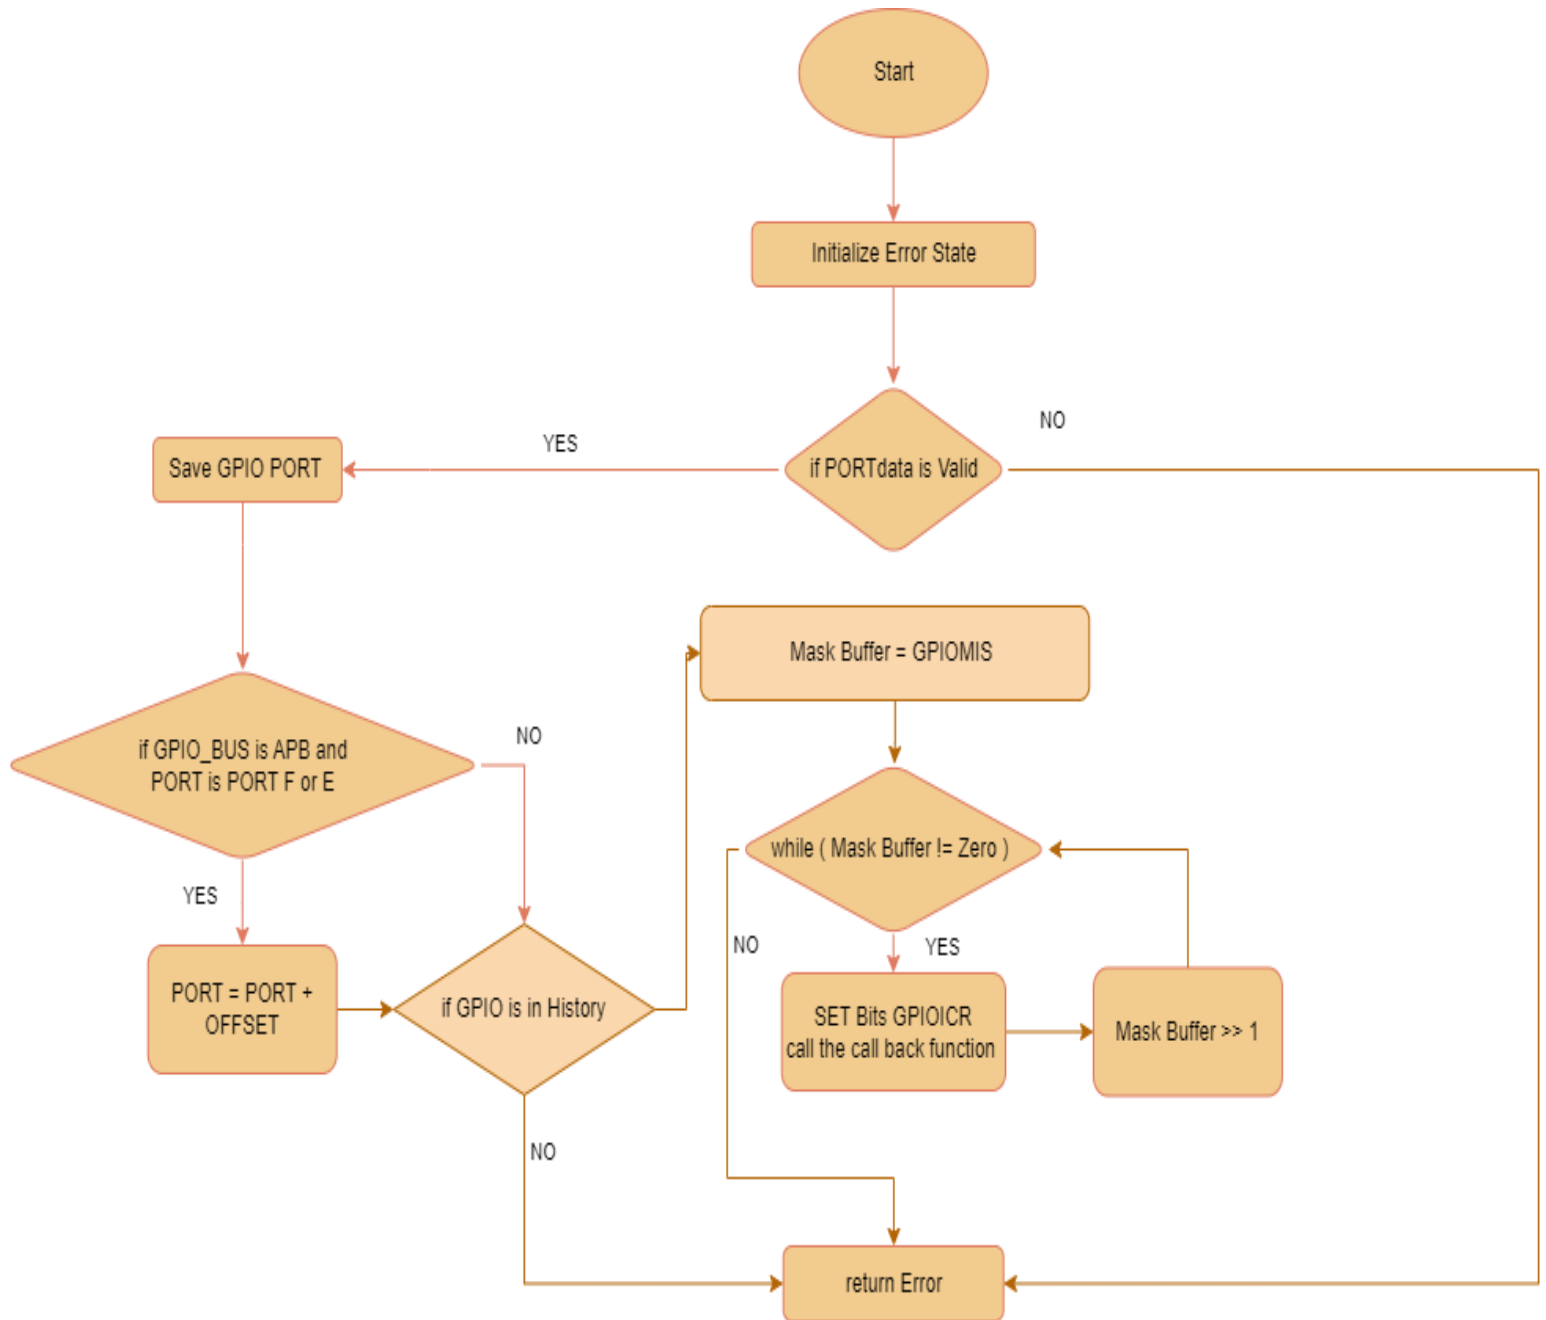 Start
Initialize Error State
if PORTdata is Valid
NO
YES
Save GPIO PORT
if GPIO_BUS is APB and
PORT is PORT F or E
NO
YES
PORT = PORT +
OFFSET
if GPIO is in History
NO
Mask Buffer = GPIOMIS
while ( Mask Buffer != Zero )
NO
YES
SET Bits GPIOICR
call the call back function
Mask Buffer >> 1
return Error